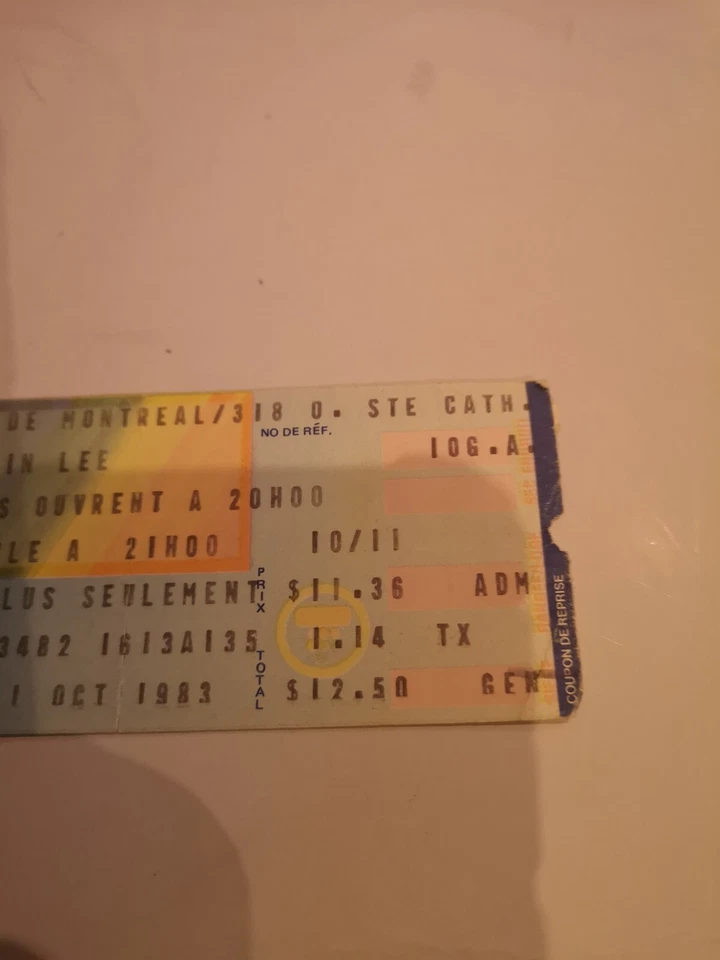 DE MONTREAL/318 O. STE CATH.
NO DE RÉF.
IN LEE 10G.A.
S OUVRENT A 20H00
LE A 21H00 10/11
LUS SEULEMENT PRIX $11.36 ADM
3482 1613A135 1.14 TX
1 OCT 1983 TOTAL $12.50 GEN
COUPON DE REPRISE